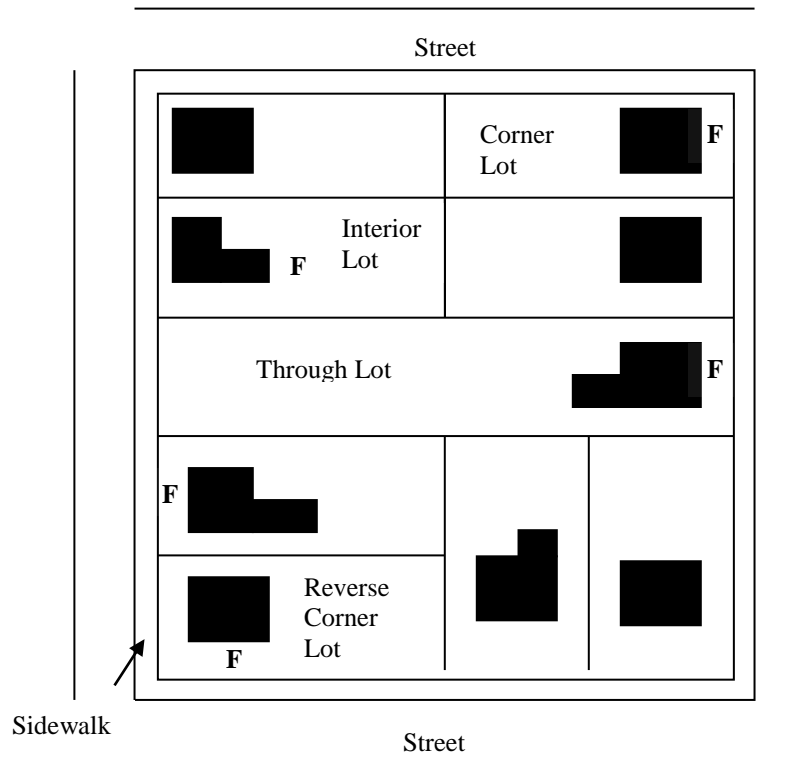 Street
Corner
Lot
F
Interior
Lot
F
Through Lot
F
F
Reverse
Corner
Lot
F
Sidewalk
Street